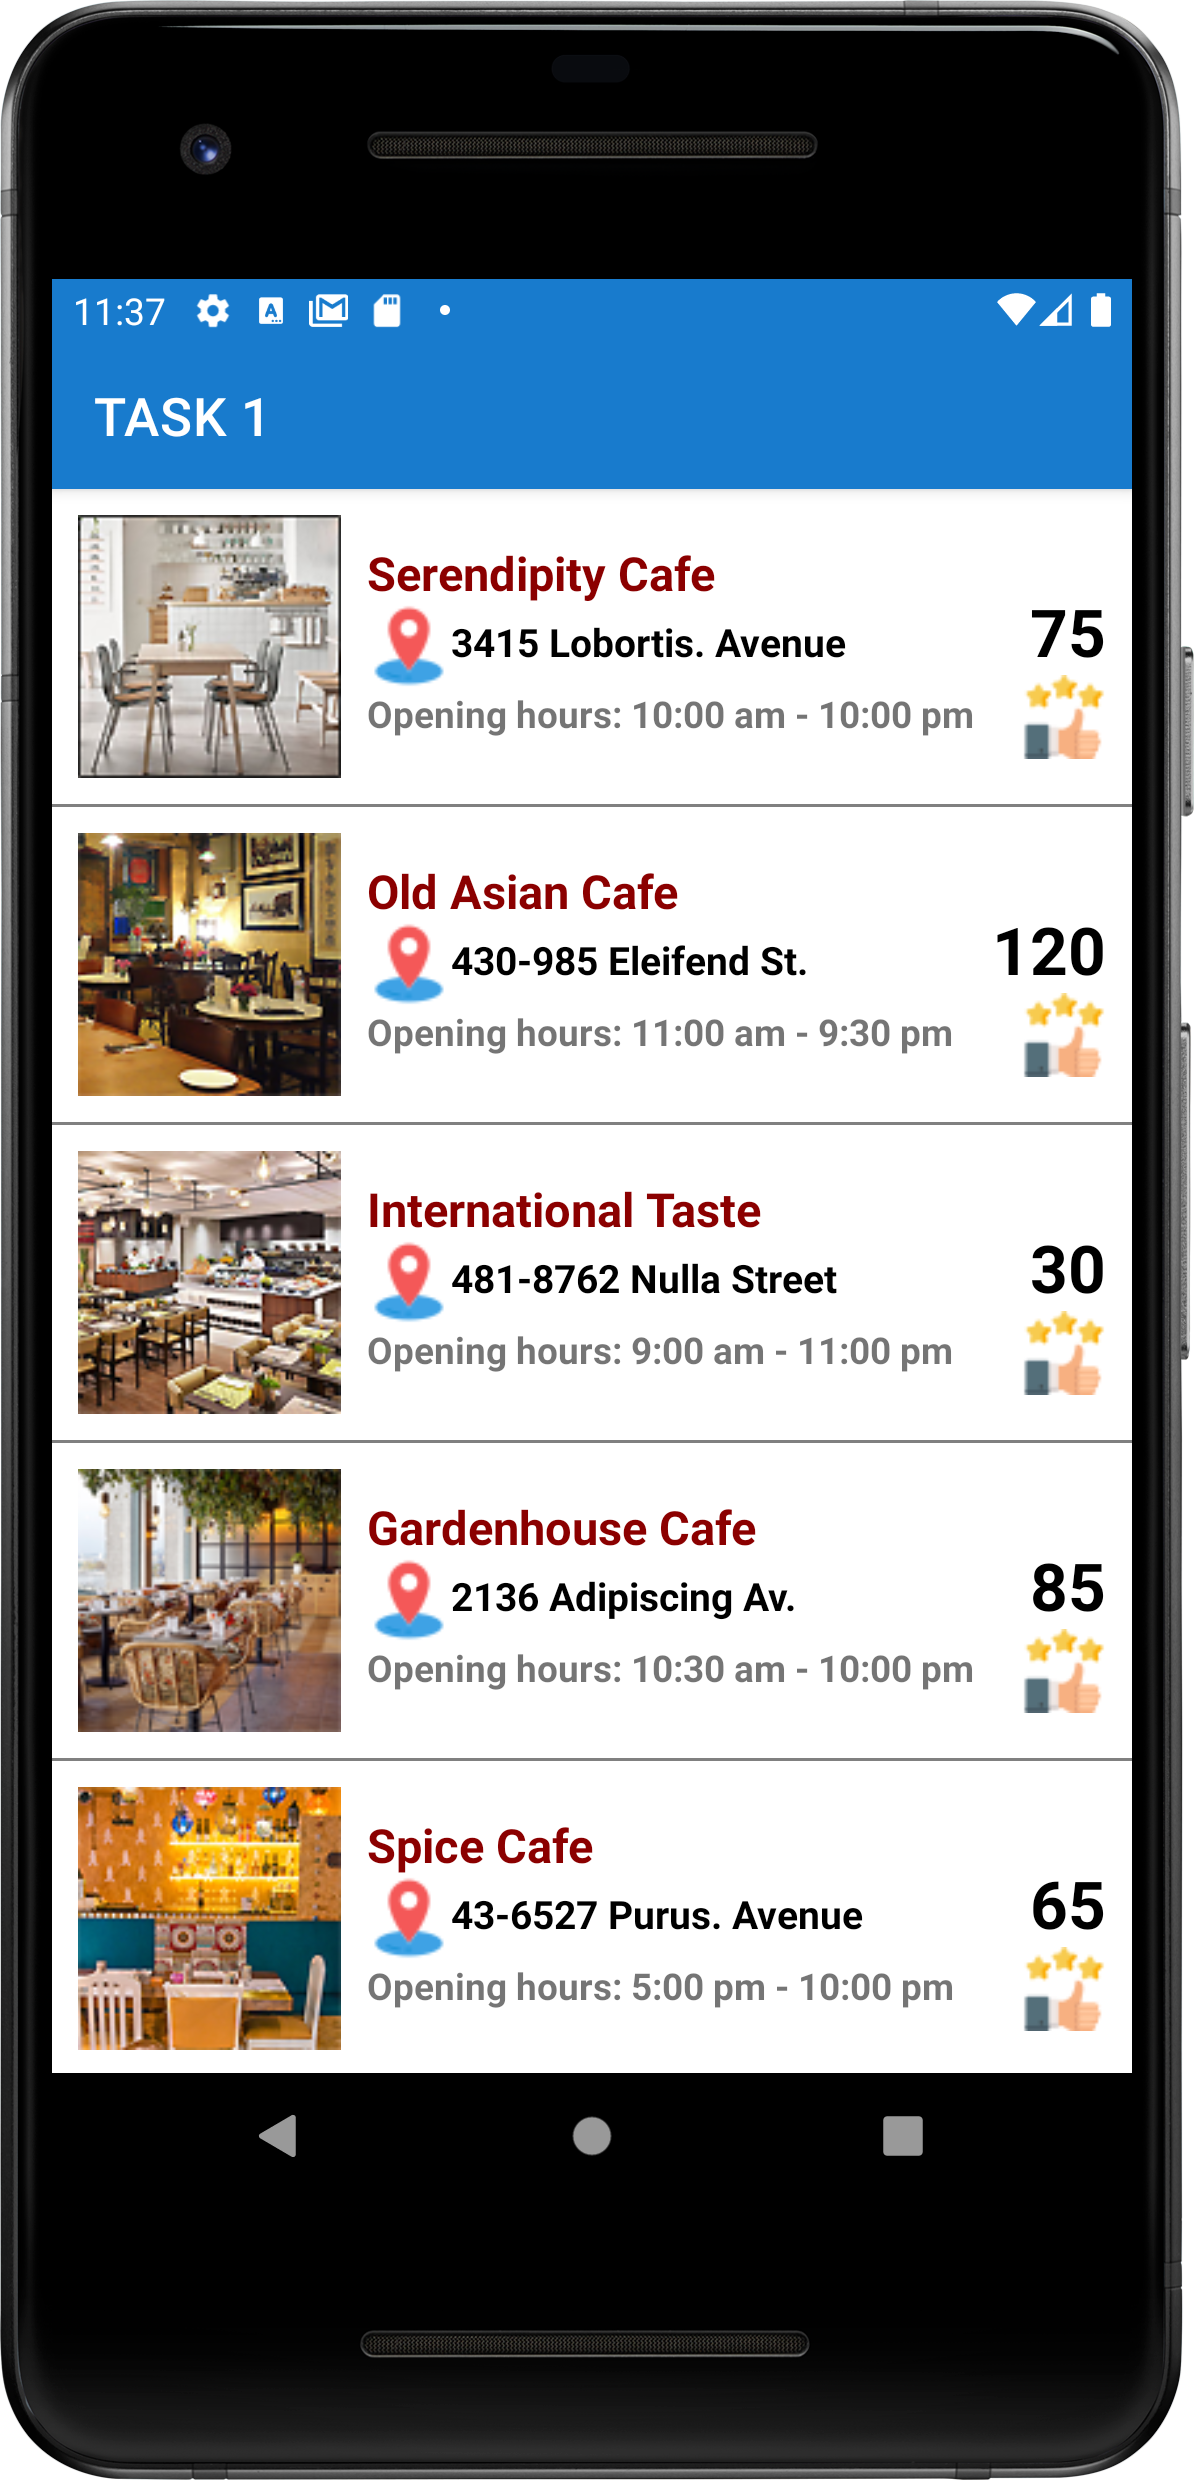 11:37
TASK 1
Serendipity Cafe
3415 Lobortis. Avenue
75
Opening hours: 10:00 am - 10:00 pm
Old Asian Cafe
430-985 Eleifend St.
120
Opening hours: 11:00 am - 9:30 pm
International Taste
481-8762 Nulla Street
30
Opening hours: 9:00 am - 11:00 pm
Gardenhouse Cafe
2136 Adipiscing Av.
85
Opening hours: 10:30 am - 10:00 pm
Spice Cafe
43-6527 Purus. Avenue
65
Opening hours: 5:00 pm - 10:00 pm